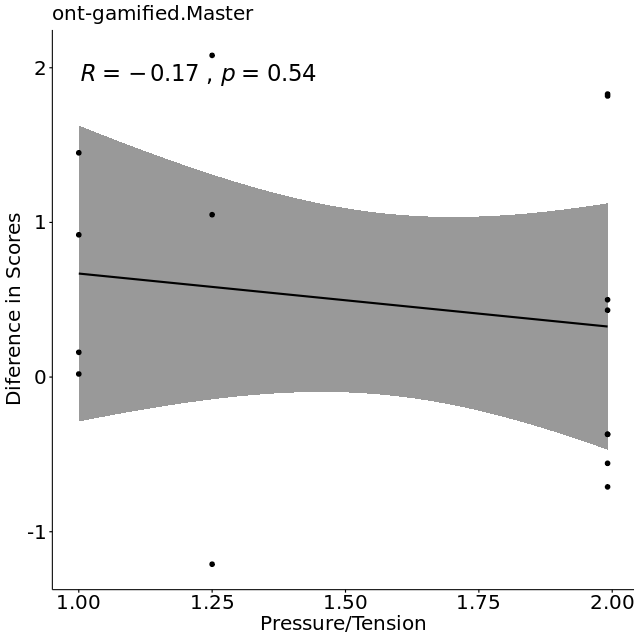 ont-gamified.Master
R = −0.17 , p = 0.54
2
1
0
-1
Diference in Scores
1.00 1.25 1.50 1.75 2.00
Pressure/Tension